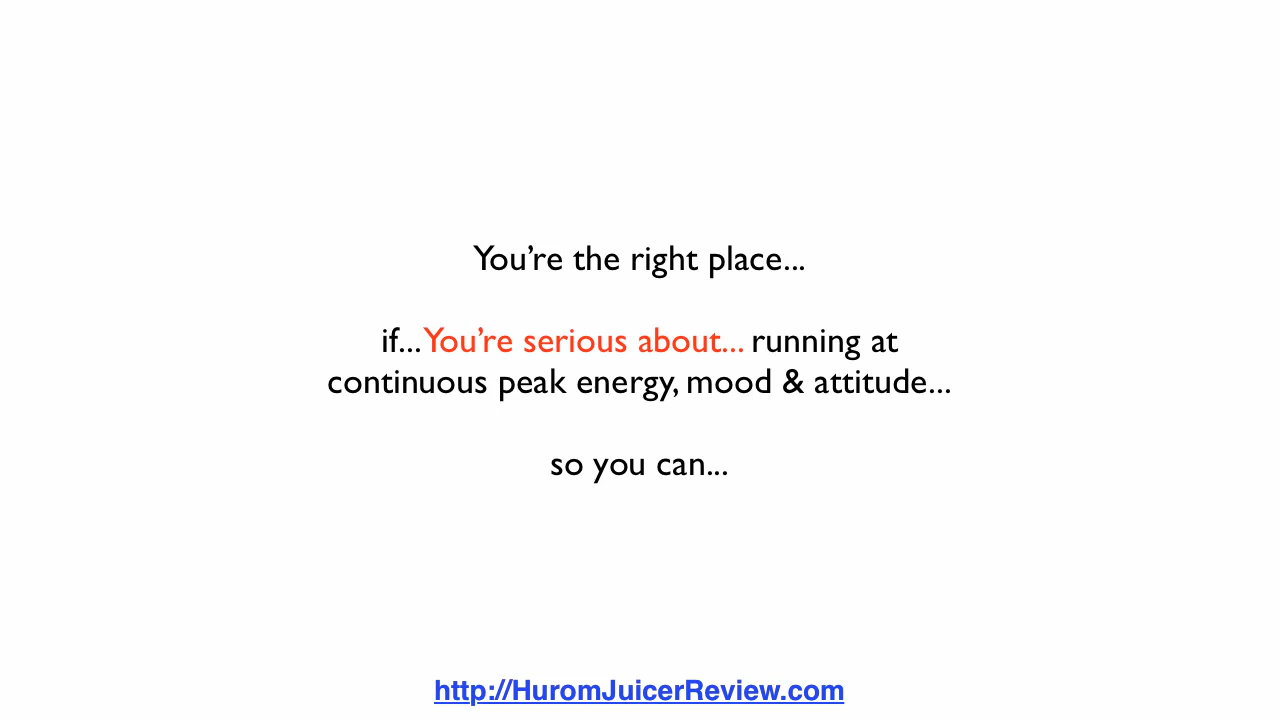 You’re the right place...
if... You’re serious about... running at
continuous peak energy, mood & attitude...
so you can...
http://HuromJuicerReview.com